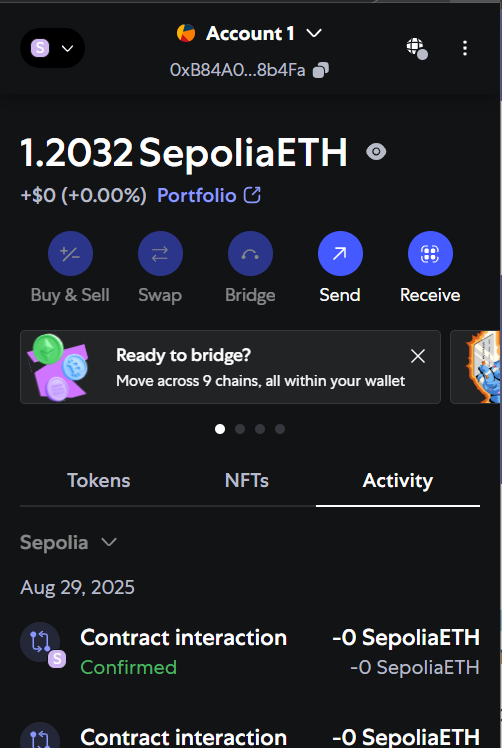 S
Account 1
0xB84A0...8b4Fa
1.2032 SepoliaETH
+$0 (+0.00%) Portfolio
Buy & Sell Swap Bridge Send Receive
Ready to bridge?
Move across 9 chains, all within your wallet
Tokens NFTs Activity
Sepolia
Aug 29, 2025
Contract interaction -0 SepoliaETH
S
Confirmed -0 SepoliaETH
Contract interaction -0 SepoliaETH